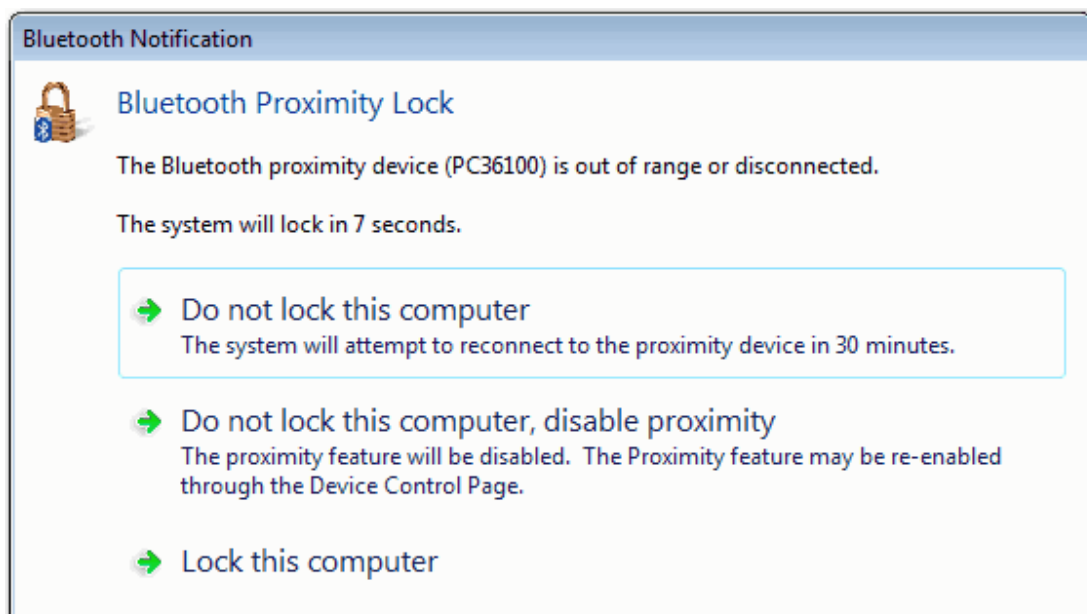 Bluetooth Notification
Bluetooth Proximity Lock
The Bluetooth proximity device (PC36100) is out of range or disconnected.
The system will lock in 7 seconds.
Do not lock this computer
The system will attempt to reconnect to the proximity device in 30 minutes.
Do not lock this computer, disable proximity
The proximity feature will be disabled.  The Proximity feature may be re-enabled
through the Device Control Page.
Lock this computer